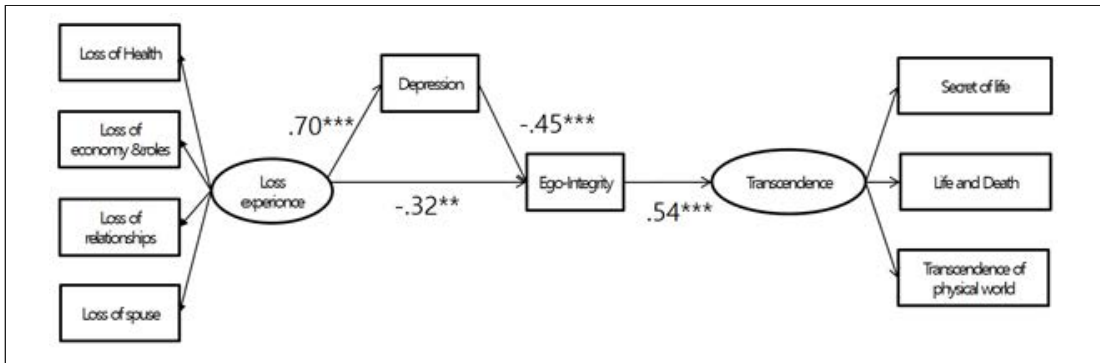 Loss of Health
Loss of
economy &roles
Loss of
relationships
Loss of spuse
Loss
experience
.70***
Depression
-.45***
-.32**
Ego-Integrity
.54***
Transcendence
Secret of life
Life and Death
Transcendence of
physical world